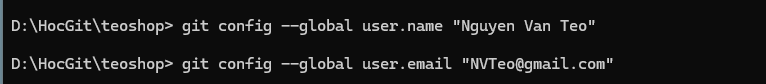 D:\HocGit\teoshop> git config --global user.name "Nguyen Van Teo"
D:\HocGit\teoshop> git config --global user.email "NVTeo@gmail.com"